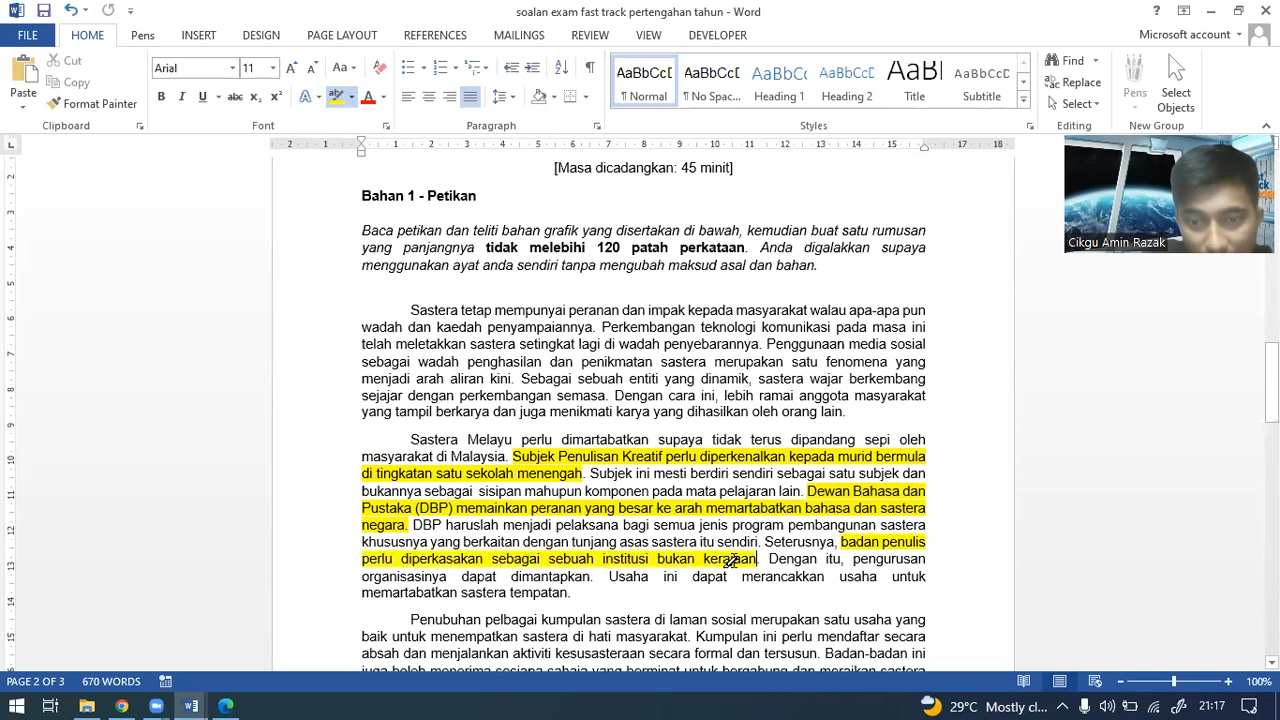 soalan exam fast track pertengahan tahun - Word
FILE HOME Pens INSERT DESIGN PAGE LAYOUT REFERENCES MAILINGS REVIEW VIEW DEVELOPER Microsoft account
Paste Cut Copy Format Painter
Arial 11
AaBbCcI ¶ Normal
AaBbCcI ¶ No Spac...
AaBbCc Heading 1
AaBbCc Heading 2
AaBl Title
AaBbCcD Subtitle
Find Replace Select
Pens Select Objects
Clipboard Font Paragraph Styles Editing New Group
[Masa dicadangkan: 45 minit]
Bahan 1 - Petikan
Baca petikan dan teliti bahan grafik yang disertakan di bawah, kemudian buat satu rumusan
yang panjangnya tidak melebihi 120 patah perkataan. Anda digalakkan supaya
menggunakan ayat anda sendiri tanpa mengubah maksud asal dan bahan.
Sastera tetap mempunyai peranan dan impak kepada masyarakat walau apa-apa pun
wadah dan kaedah penyampaiannya. Perkembangan teknologi komunikasi pada masa ini
telah meletakkan sastera setingkat lagi di wadah penyebarannya. Penggunaan media sosial
sebagai wadah penghasilan dan penikmatan sastera merupakan satu fenomena yang
menjadi arah aliran kini. Sebagai sebuah entiti yang dinamik, sastera wajar berkembang
sejajar dengan perkembangan semasa. Dengan cara ini, lebih ramai anggota masyarakat
yang tampil berkarya dan juga menikmati karya yang dihasilkan oleh orang lain.
Sastera Melayu perlu dimartabatkan supaya tidak terus dipandang sepi oleh
masyarakat di Malaysia. Subjek Penulisan Kreatif perlu diperkenalkan kepada murid bermula
di tingkatan satu sekolah menengah. Subjek ini mesti berdiri sendiri sebagai satu subjek dan
bukannya sebagai sisipan mahupun komponen pada mata pelajaran lain. Dewan Bahasa dan
Pustaka (DBP) memainkan peranan yang besar ke arah memartabatkan bahasa dan sastera
negara. DBP haruslah menjadi pelaksana bagi semua jenis program pembangunan sastera
khususnya yang berkaitan dengan tunjang asas sastera itu sendiri. Seterusnya, badan penulis
perlu diperkasakan sebagai sebuah institusi bukan kerajaan. Dengan itu, pengurusan
organisasinya dapat dimantapkan. Usaha ini dapat merancakkan usaha untuk
memartabatkan sastera tempatan.
Penubuhan pelbagai kumpulan sastera di laman sosial merupakan satu usaha yang
baik untuk menempatkan sastera di hati masyarakat. Kumpulan ini perlu mendaftar secara
absah dan menjalankan aktiviti kesusasteraan secara formal dan tersusun. Badan-badan ini
juga boleh menerima sesiapa sahaja yang berminat untuk bergabung dan meraikan sastera
Cikgu Amin Razak
PAGE 2 OF 3 670 WORDS 100%
29°C Mostly cl... 21:17